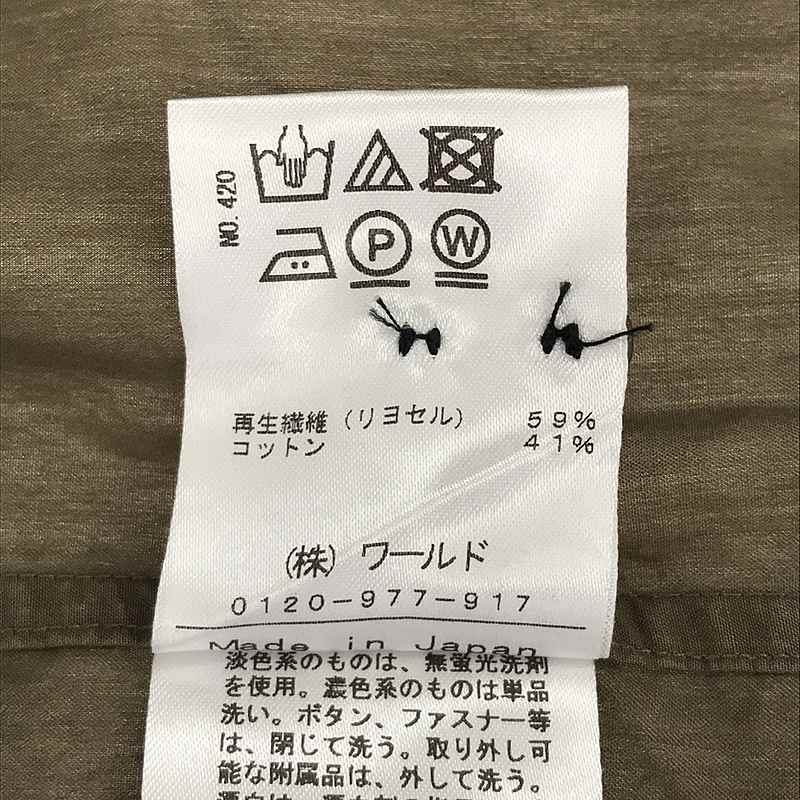 NO.420
P W
再生繊維(リヨセル) 59%
コットン 41%
(株)ワールド
0120-977-917
Made in Japan
淡色系のものは、無蛍光洗剤
を使用。濃色系のものは単品
洗い。ボタン、ファスナー等
は、閉じて洗う。取り外し可
能な附属品は、外して洗う。